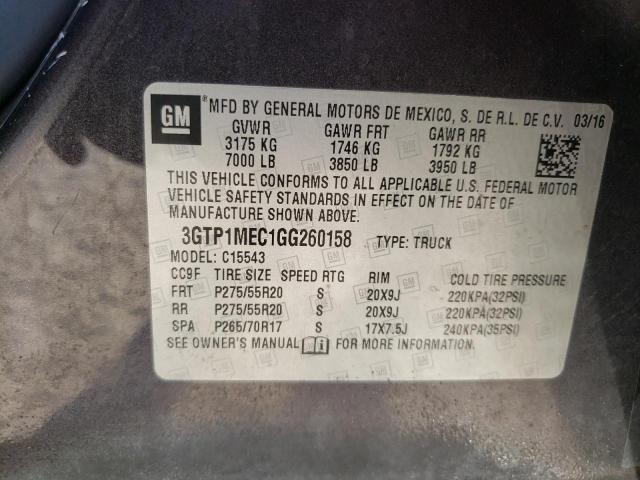 GM ® MFD BY GENERAL MOTORS DE MEXICO, S. DE R.L. DE C.V. 03/16
GVWR GAWR FRT GAWR RR
3175 KG 1746 KG 1792 KG
7000 LB 3850 LB 3950 LB
THIS VEHICLE CONFORMS TO ALL APPLICABLE U.S. FEDERAL MOTOR
VEHICLE SAFETY STANDARDS IN EFFECT ON THE DATE OF
MANUFACTURE SHOWN ABOVE.
3GTP1MEC1GG260158 TYPE: TRUCK
MODEL: C15543
CC9F TIRE SIZE SPEED RTG RIM COLD TIRE PRESSURE
FRT P275/55R20 S 20X9J 220KPA(32PSI)
RR P275/55R20 S 20X9J 220KPA(32PSI)
SPA P265/70R17 S 17X7.5J 240KPA(35PSI)
SEE OWNER'S MANUAL FOR MORE INFORMATION.